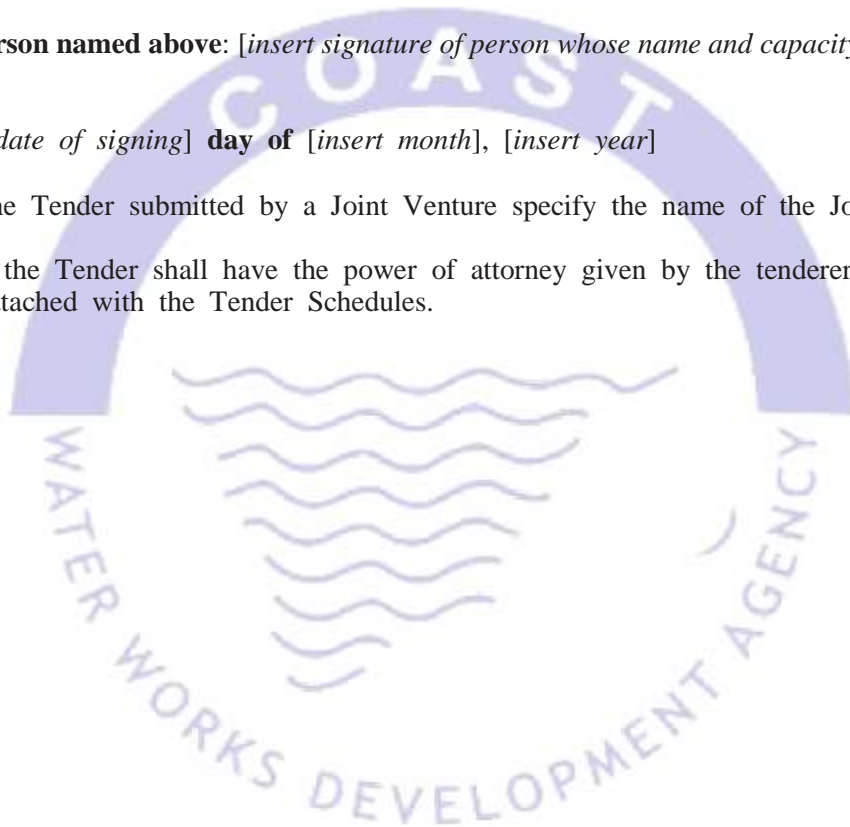 rson named above: [insert signature of person whose name and capacity
date of signing] day of [insert month], [insert year]
ne Tender submitted by a Joint Venture specify the name of the Jo
the Tender shall have the power of attorney given by the tenderer
tached with the Tender Schedules.
COAST
WATER WORKS DEVELOPMENT AGENCY